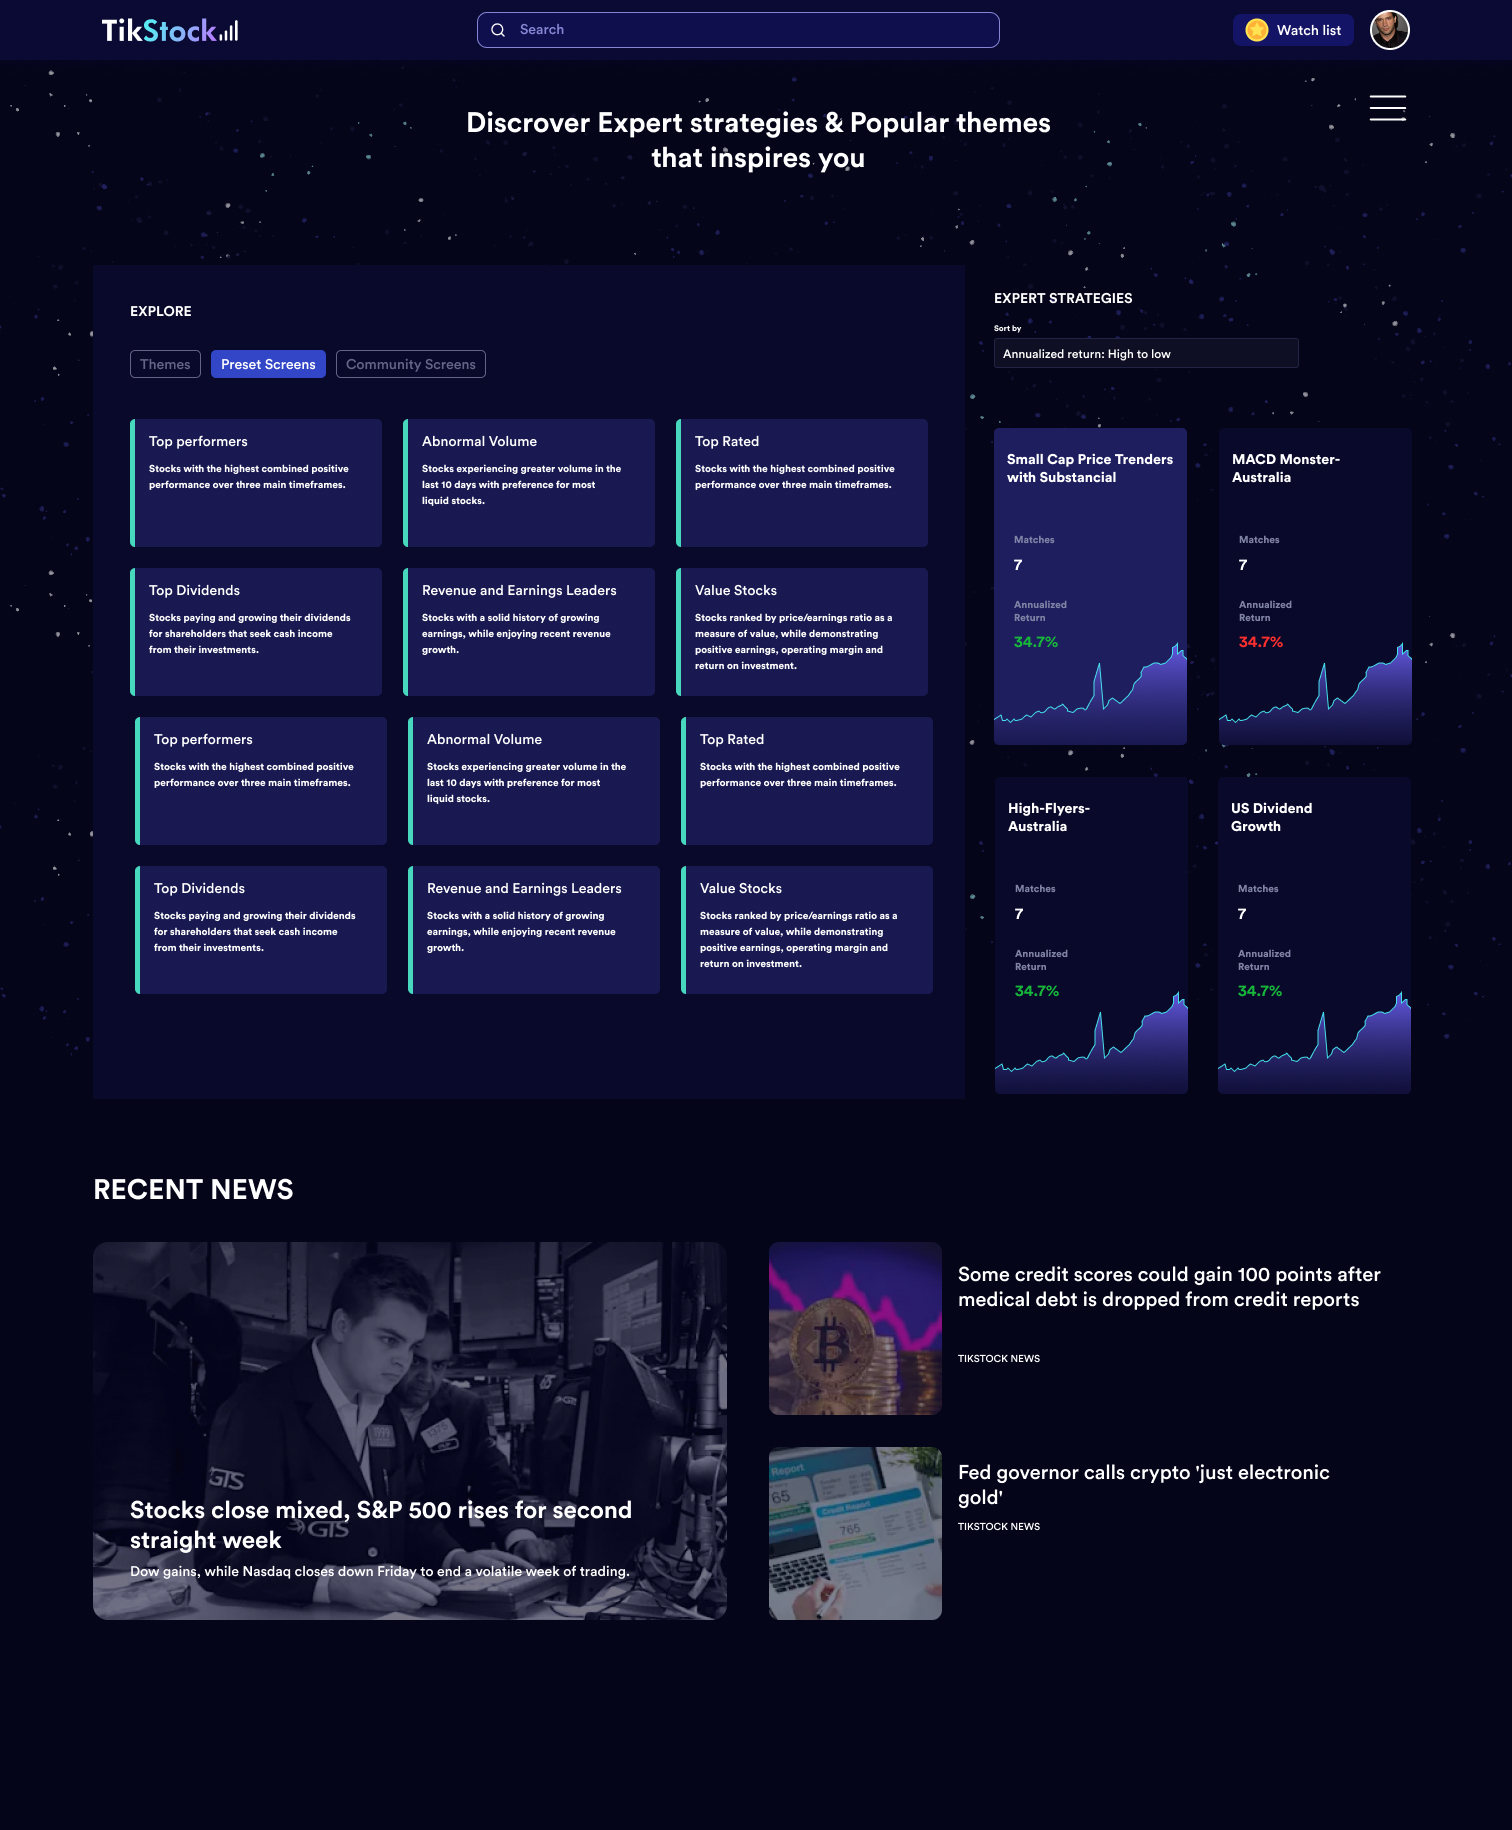 TikStock
Search
Watch list
Discrover Expert strategies & Popular themes
that inspires you
EXPLORE
Themes
Preset Screens
Community Screens
Top performers
Stocks with the highest combined positive
performance over three main timeframes.
Abnormal Volume
Stocks experiencing greater volume in the
last 10 days with preference for most
liquid stocks.
Top Rated
Stocks with the highest combined positive
performance over three main timeframes.
Top Dividends
Stocks paying and growing their dividends
for shareholders that seek cash income
from their investments.
Revenue and Earnings Leaders
Stocks with a solid history of growing
earnings, while enjoying recent revenue
growth.
Value Stocks
Stocks ranked by price/earnings ratio as a
measure of value, while demonstrating
positive earnings, operating margin and
return on investment.
Top performers
Stocks with the highest combined positive
performance over three main timeframes.
Abnormal Volume
Stocks experiencing greater volume in the
last 10 days with preference for most
liquid stocks.
Top Rated
Stocks with the highest combined positive
performance over three main timeframes.
Top Dividends
Stocks paying and growing their dividends
for shareholders that seek cash income
from their investments.
Revenue and Earnings Leaders
Stocks with a solid history of growing
earnings, while enjoying recent revenue
growth.
Value Stocks
Stocks ranked by price/earnings ratio as a
measure of value, while demonstrating
positive earnings, operating margin and
return on investment.
EXPERT STRATEGIES
Sort by
Annualized return: High to low
Small Cap Price Trenders
with Substancial
Matches
7
Annualized
Return
34.7%
MACD Monster-
Australia
Matches
7
Annualized
Return
34.7%
High-Flyers-
Australia
Matches
7
Annualized
Return
34.7%
US Dividend
Growth
Matches
7
Annualized
Return
34.7%
RECENT NEWS
GTS
GTS
GTS
Stocks close mixed, S&P 500 rises for second
straight week
Dow gains, while Nasdaq closes down Friday to end a volatile week of trading.
Some credit scores could gain 100 points after
medical debt is dropped from credit reports
TIKSTOCK NEWS
Report
65
Credit Report
765
Fed governor calls crypto 'just electronic
gold'
TIKSTOCK NEWS